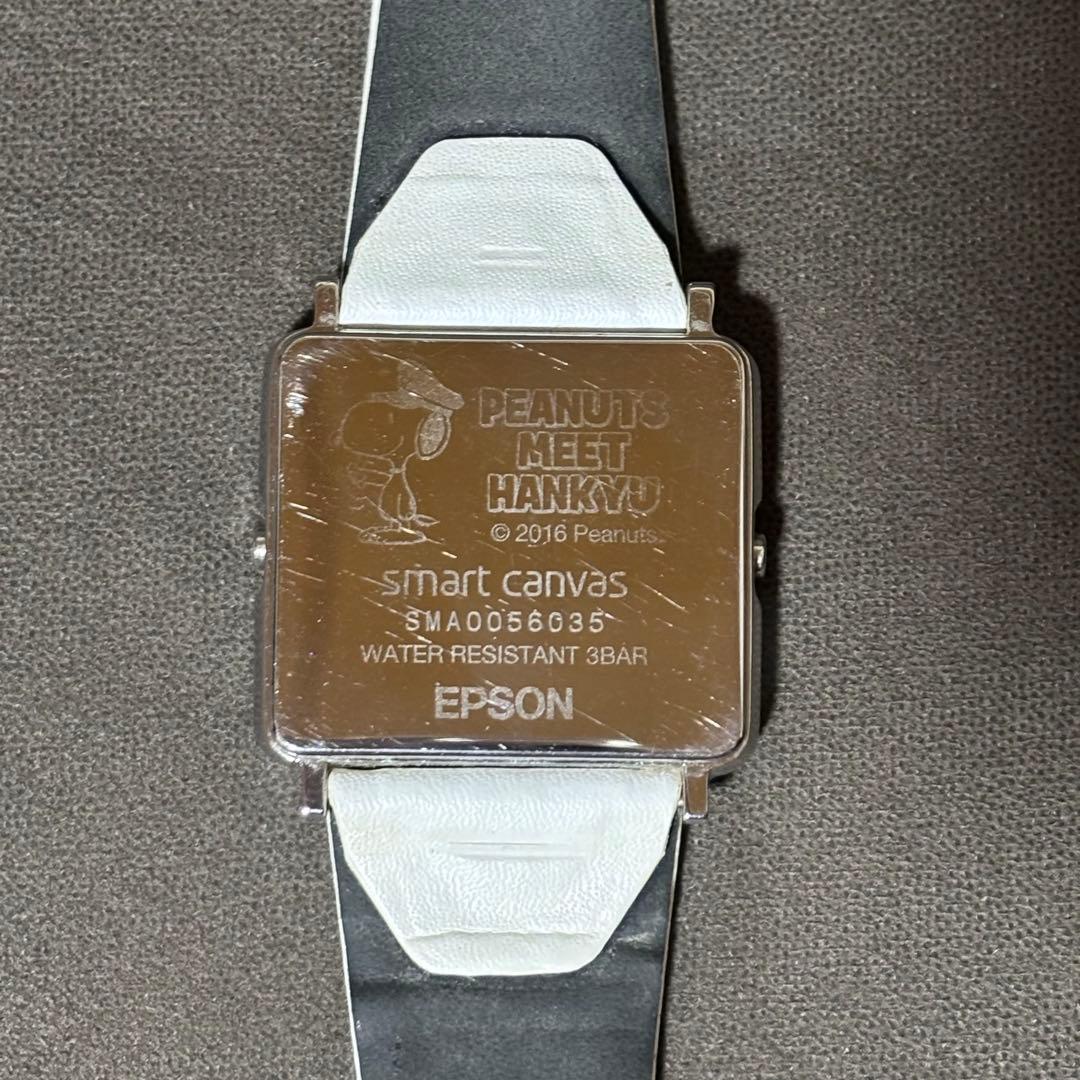 PEANUTS
MEET
HANKYU
© 2016 Peanuts
smart canvas
SMA0056035
WATER RESISTANT 3BAR
EPSON